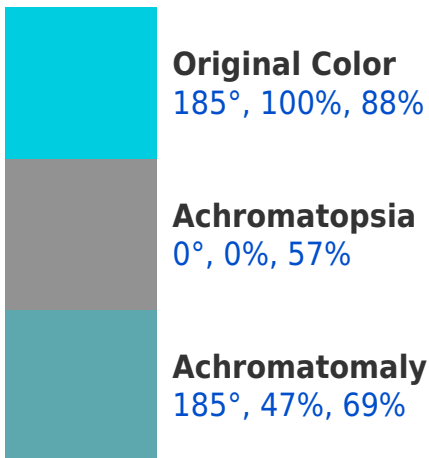 Original Color
185°, 100%, 88%
Achromatopsia
0°, 0%, 57%
Achromatomaly
185°, 47%, 69%